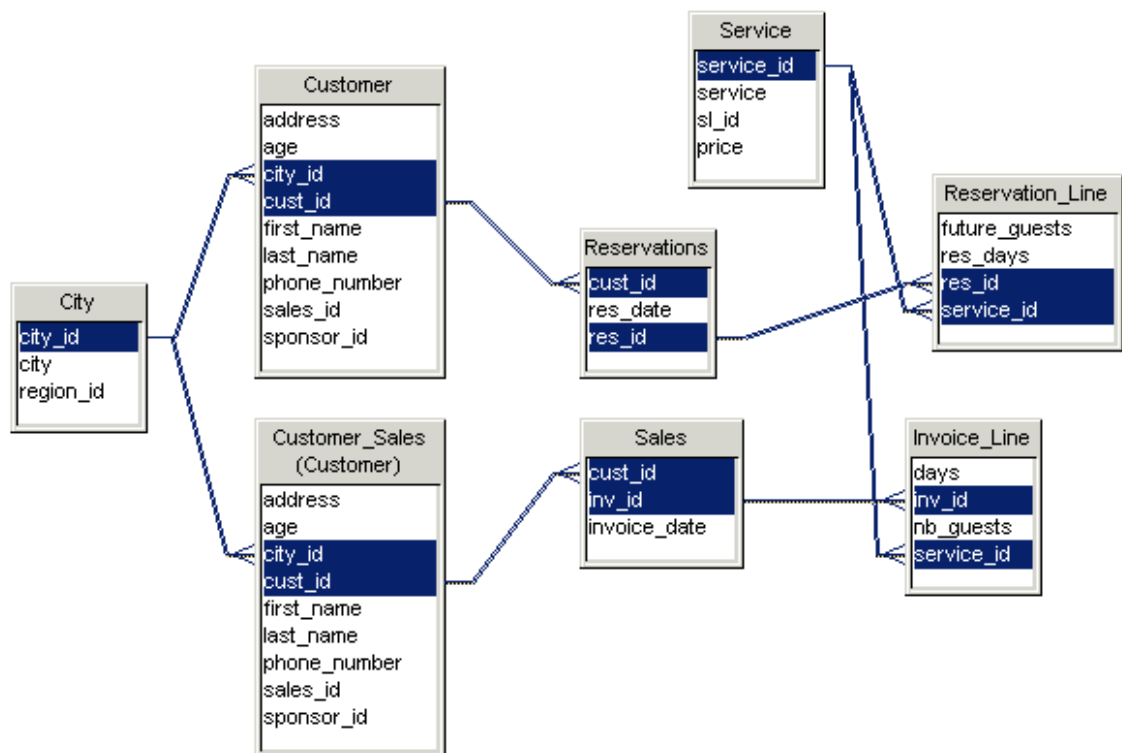 Service
service_id
service
sl_id
price
Customer
address
age
city_id
cust_id
first_name
last_name
phone_number
sales_id
sponsor_id
Reservation_Line
future_guests
res_days
res_id
service_id
Reservations
cust_id
res_date
res_id
City
city_id
city
region_id
Customer_Sales
(Customer)
address
age
city_id
cust_id
first_name
last_name
phone_number
sales_id
sponsor_id
Sales
cust_id
inv_id
invoice_date
Invoice_Line
days
inv_id
nb_guests
service_id